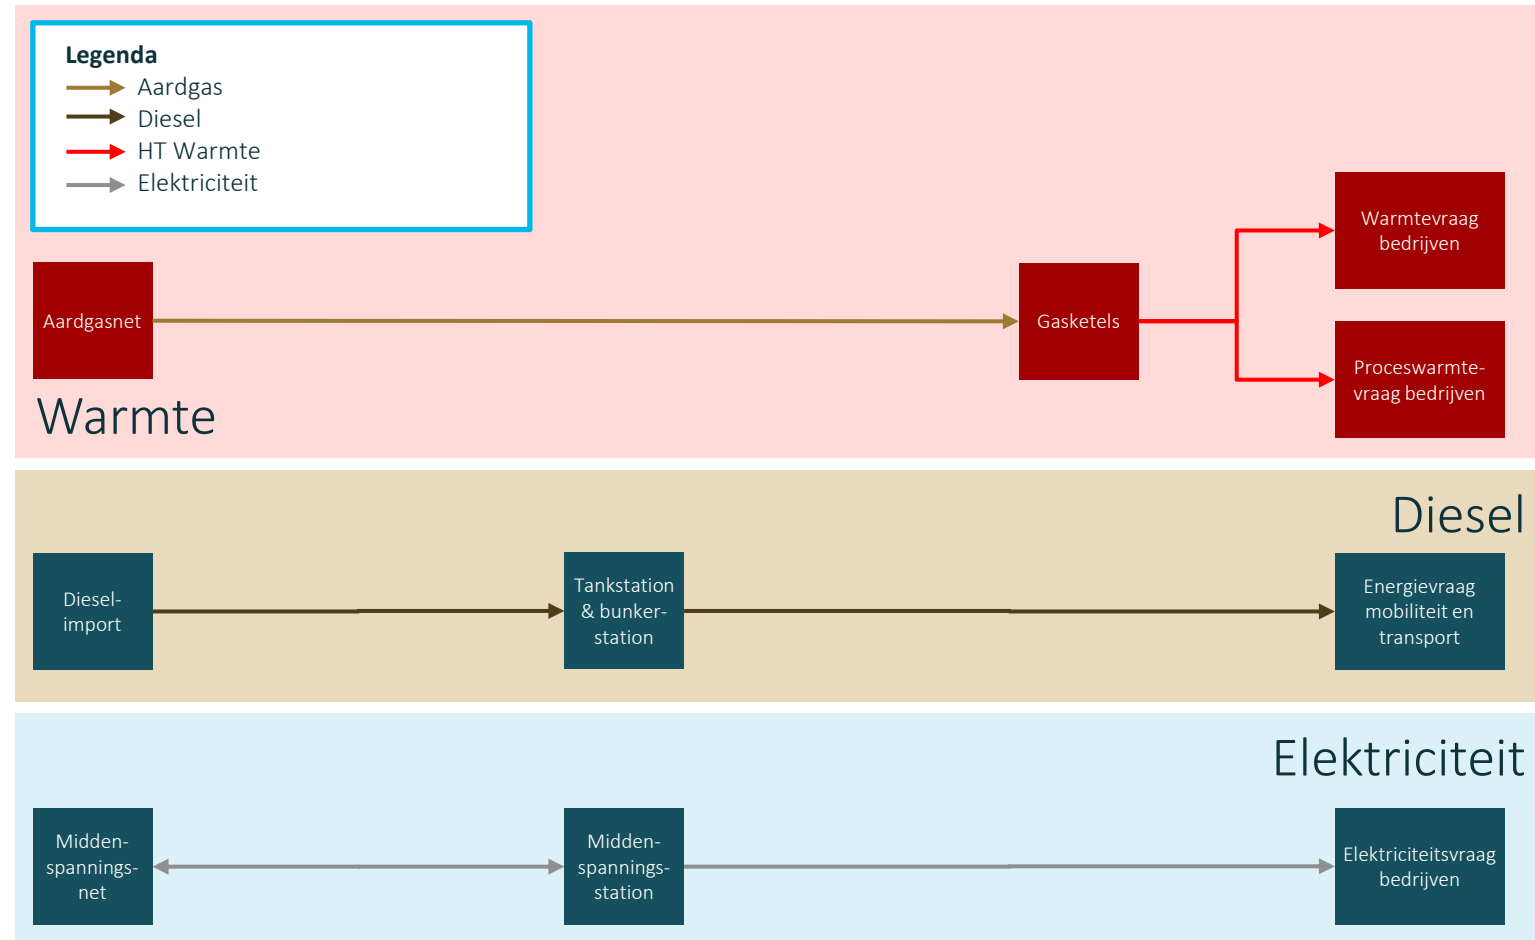 Legenda
Aardgas
Diesel
HT Warmte
Elektriciteit
Warmtevraag
bedrijven
Aardgasnet
Gasketels
Proceswarmte-
vraag bedrijven
Warmte
Diesel
Diesel-
import
Tankstation
& bunker-
station
Energievraag
mobiliteit en
transport
Elektriciteit
Midden-
spannings-
net
Midden-
spannings-
station
Elektriciteitsvraag
bedrijven